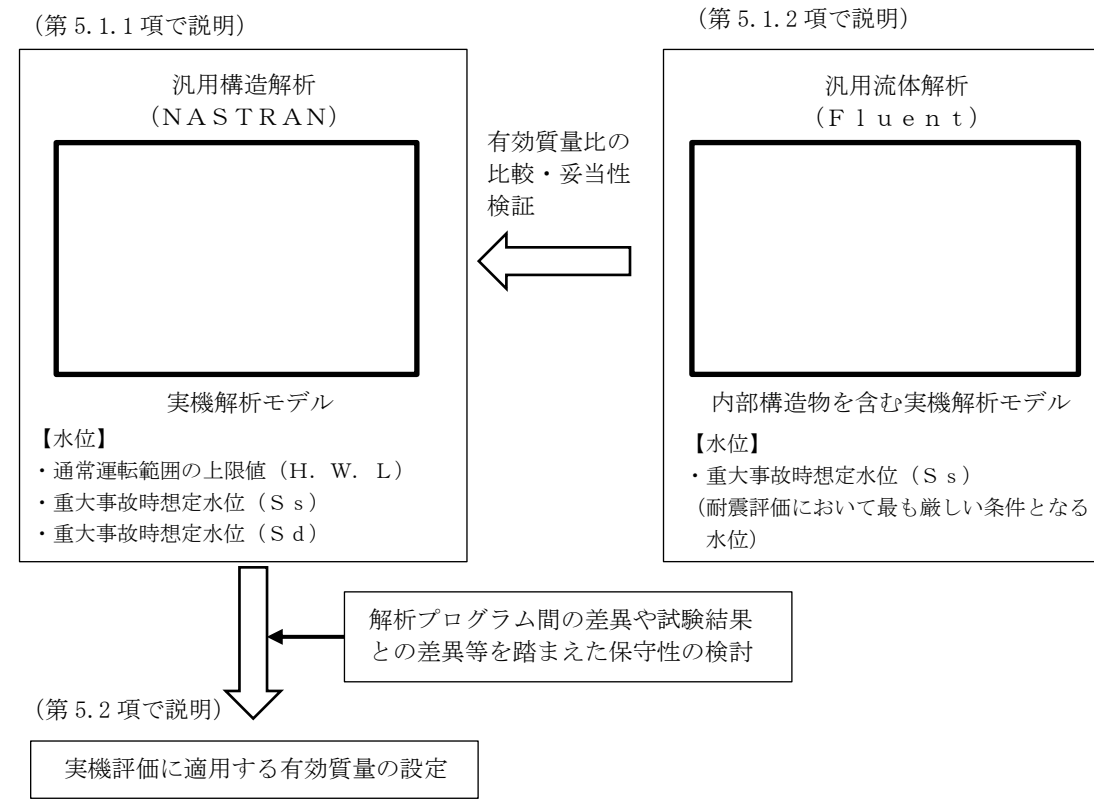 (第 5.1.1 項で説明)
汎用構造解析
(NASTRAN)
実機解析モデル
【水位】
・通常運転範囲の上限値(H. W. L)
・重大事故時想定水位(Ss)
・重大事故時想定水位(Sd)
有効質量比の
比較・妥当性
検証
(第 5.1.2 項で説明)
汎用流体解析
(Fluent)
内部構造物を含む実機解析モデル
【水位】
・重大事故時想定水位(Ss)
(耐震評価において最も厳しい条件となる
水位)
解析プログラム間の差異や試験結果
との差異等を踏まえた保守性の検討
(第 5.2 項で説明)
実機評価に適用する有効質量の設定